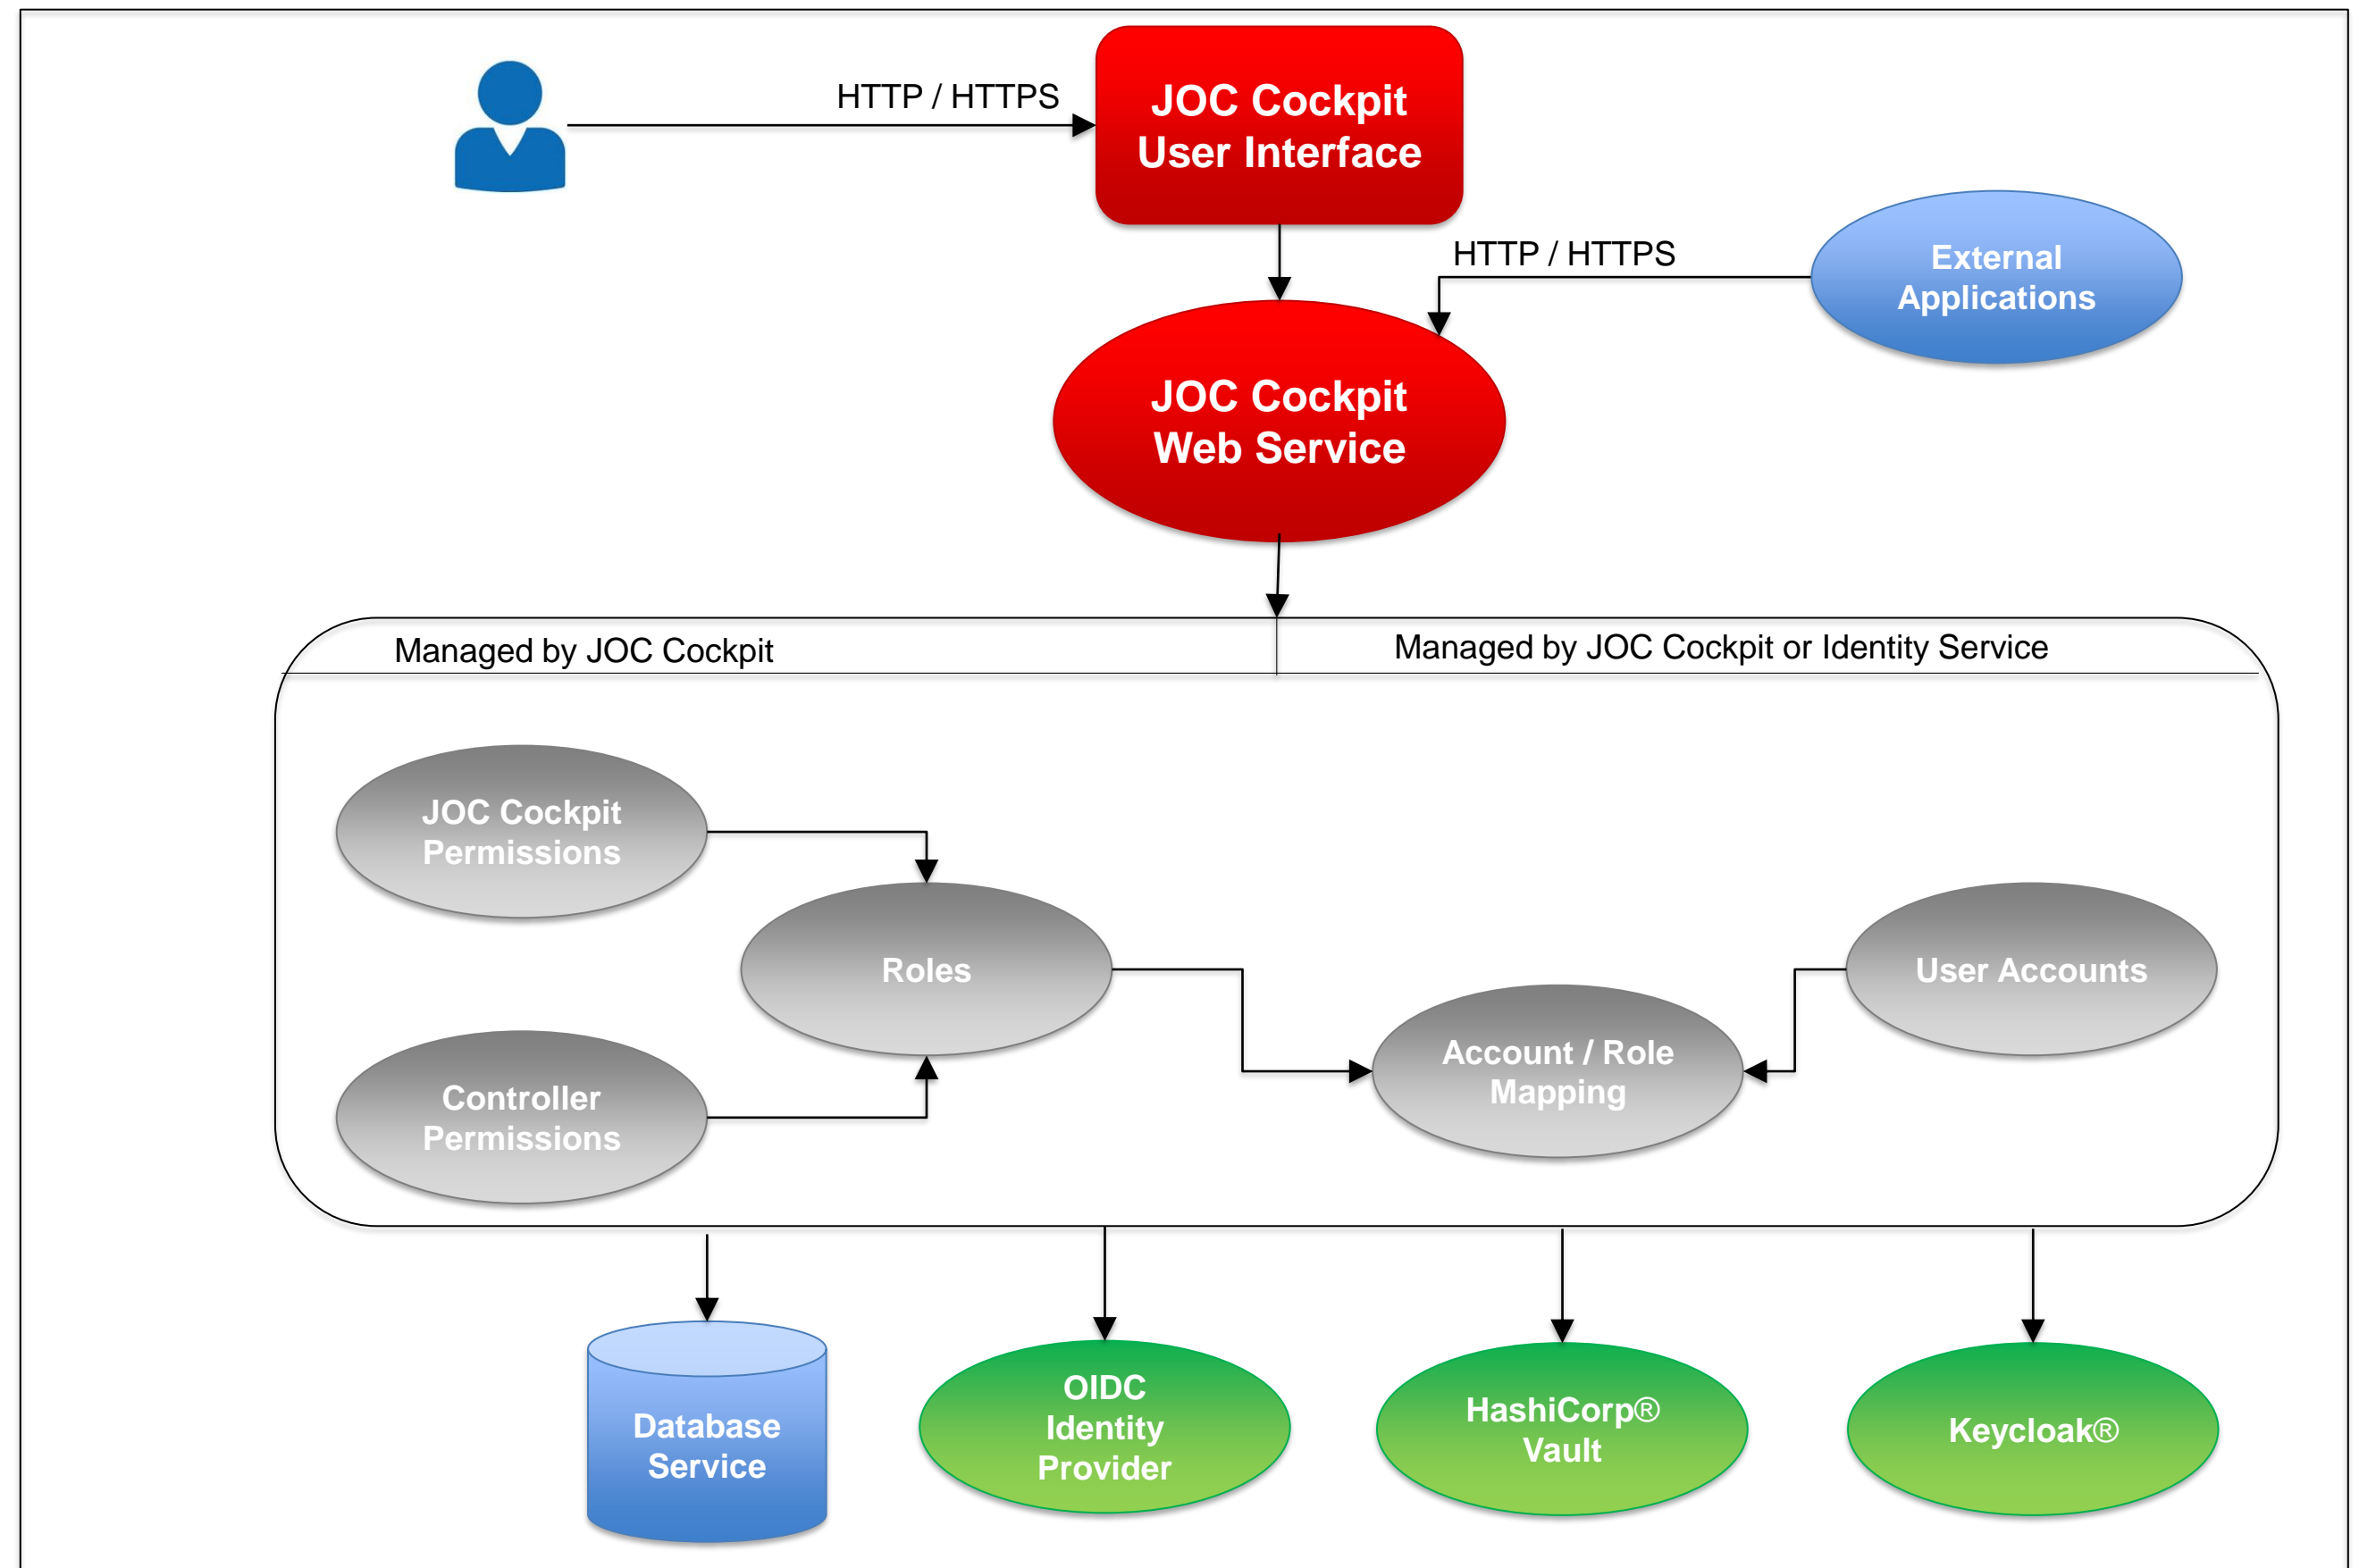 HTTP / HTTPS
JOC Cockpit
User Interface
HTTP / HTTPS
External
Applications
JOC Cockpit
Web Service
Managed by JOC Cockpit
Managed by JOC Cockpit or Identity Service
JOC Cockpit
Permissions
Roles
User Accounts
Account / Role
Mapping
Controller
Permissions
Database
Service
OIDC
Identity
Provider
HashiCorp®
Vault
Keycloak®